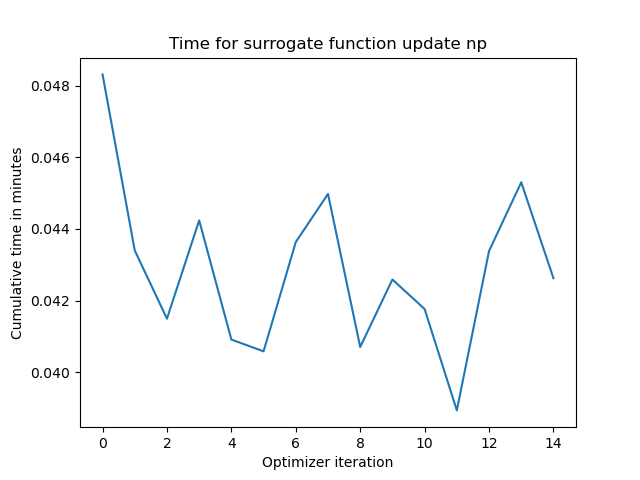 Time for surrogate function update np
Cumulative time in minutes
0.048
0.046
0.044
0.042
0.040
0 2 4 6 8 10 12 14
Optimizer iteration